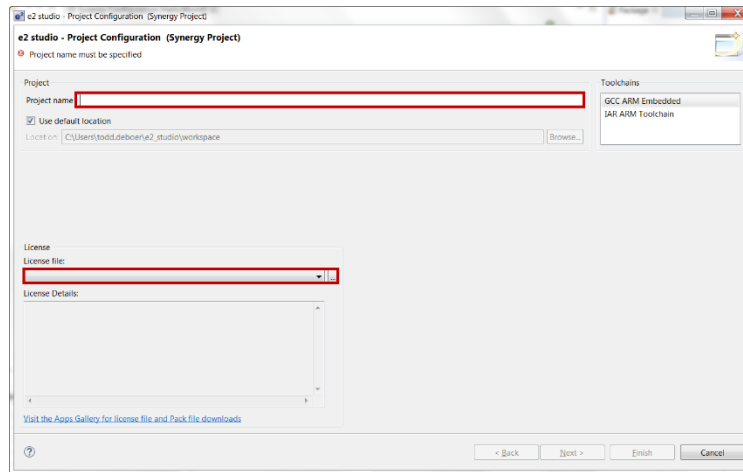 e2 studio - Project Configuration (Synergy Project)
e2 studio - Project Configuration (Synergy Project)
Project name must be specified
Project
Toolchains
Project name
GCC ARM Embedded
IAR ARM Toolchain
Use default location
Location: C:\Users\todd.deboer\e2_studio\workspace
Browse...
License
License file:
...
License Details:
Visit the Apps Gallery for license file and Pack file downloads
?
< Back
Next >
Finish
Cancel